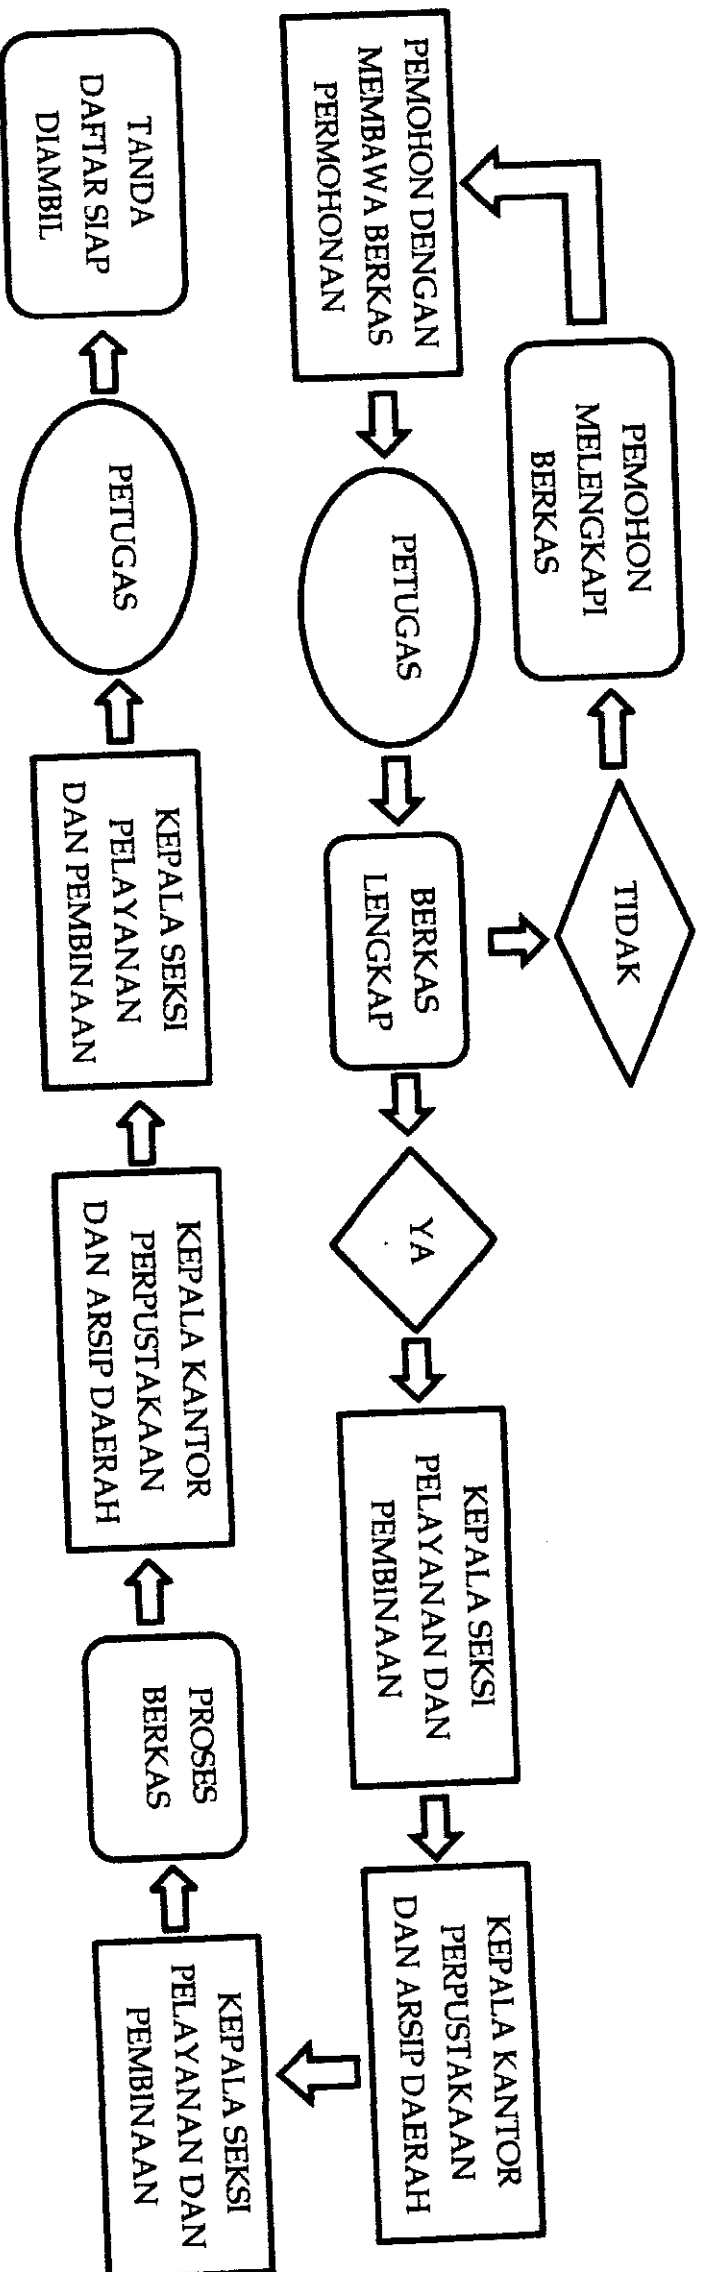 PEMOHON
MELENGKAPI
BERKAS
TIDAK
PEMOHON DENGAN
MEMBAWA BERKAS
PERMOHONAN
PETUGAS
BERKAS
LENGKAP
YA
KEPALA SEKSI
PELAYANAN DAN
PEMBINAAN
KEPALA KANTOR
PERPUSTAKAAN
DAN ARSIP DAERAH
KEPALA SEKSI
PELAYANAN DAN
PEMBINAAN
PROSES
BERKAS
KEPALA KANTOR
PERPUSTAKAAN
DAN ARSIP DAERAH
KEPALA SEKSI
PELAYANAN
DAN PEMBINAAN
PETUGAS
TANDA
DAFTAR SIAP
DIAMBIL